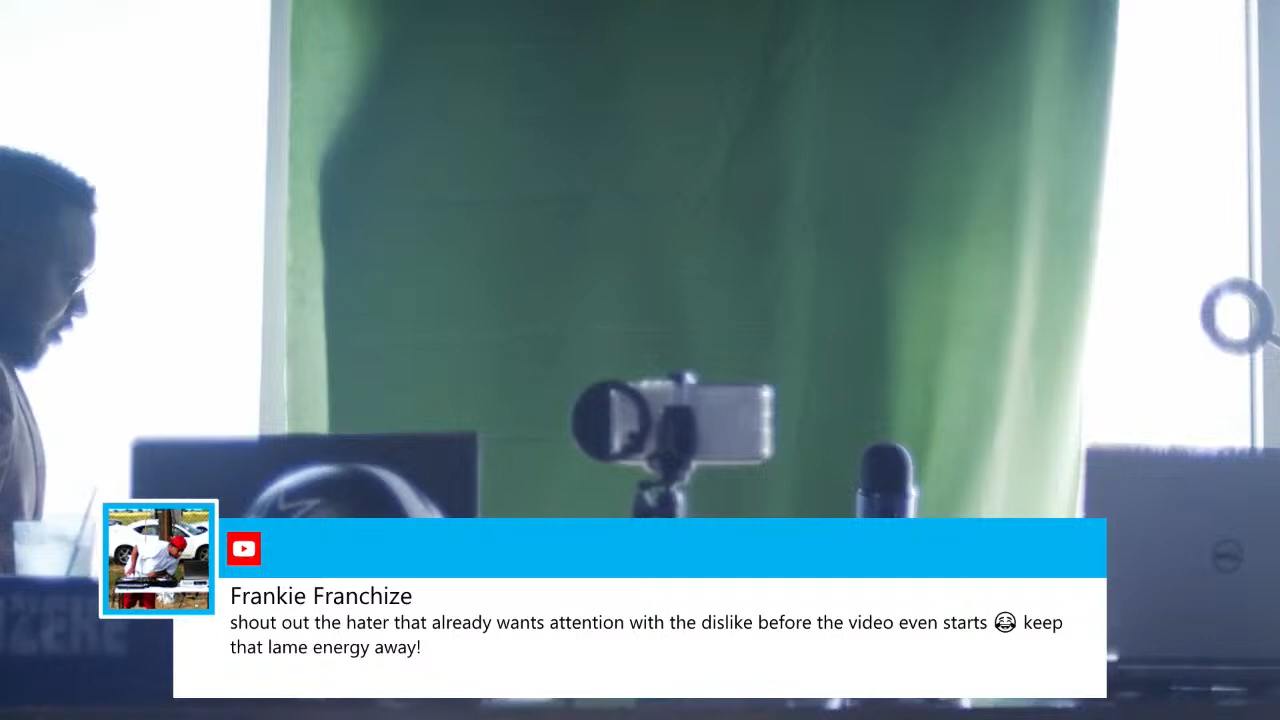 Frankie Franchize
shout out the hater that already wants attention with the dislike before the video even starts 😂 keep
that lame energy away!